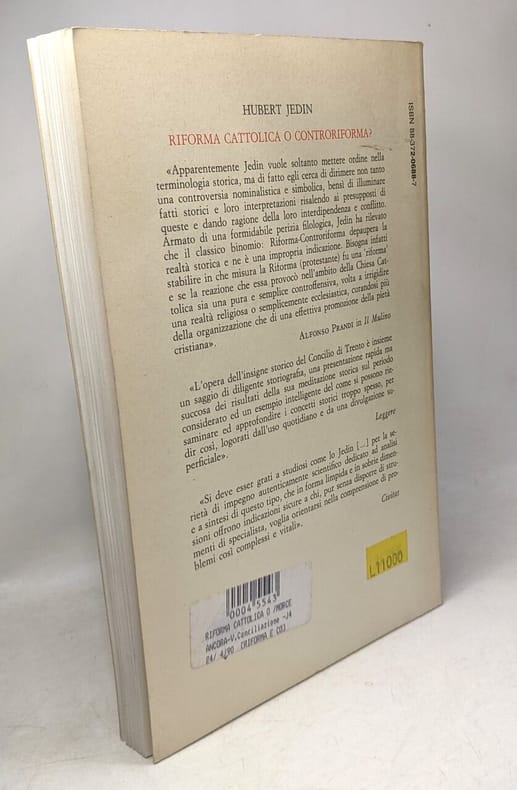 HUBERT JEDIN
RIFORMA CATTOLICA O CONTRORIFORMA?
«Apparentemente Jedin vuole soltanto mettere ordine nella
terminologia storica, ma di fatto egli cerca di dirimere non tanto
una controversia nominalistica e simbolica, bensì di illuminare
fatti storici e loro interpretazioni risalendo ai presupposti di
queste e dando ragione della loro interdipendenza e conflitto.
Armato di una formidabile perizia filologica, Jedin ha rilevato
che il classico binomio: Riforma-Controriforma depaupera la
realtà storica e ne è una impropria indicazione. Bisogna infatti
stabilire in che misura la Riforma (protestante) fu una 'riforma'
e se la reazione che essa provocò nell'ambito della Chiesa Cat-
tolica sia una pura e semplice controffensiva, volta a irrigidire
una realtà religiosa o semplicemente ecclesiastica, curandosi più
della organizzazione che di una effettiva promozione della pietà
cristiana».
ALFONSO PRANDI in Il Mulino
«L'opera dell'insigne storico del Concilio di Trento è insieme
un saggio di diligente storiografia, una presentazione rapida ma
succosa dei risultati della sua meditazione storica sul periodo
considerato ed un esempio intelligente del come si possono rie-
saminare ed approfondire i concetti storici troppo spesso, per
dir così, logorati dall'uso quotidiano e da una divulgazione su-
perficiale».
Leggere
«Si deve esser grati a studiosi come lo Jedin [...] per la se-
rietà di impegno autenticamente scientifico dedicato ad analisi
e a sintesi di questo tipo, che in forma limpida e in sobrie dimen-
sioni offrono indicazioni sicure a chi, pur senza disporre di stru-
menti di specialista, voglia orientarsi nella comprensione di pro-
blemi così complessi e vitali».
Civitas
ISBN 88-372-0688-7
L.11000
0004 5543
RIFORMA CATTOLICA O /MORCE
ANCORA-V.Conciliazione -J4
24/ 4/90 (RIFORMA E CO)